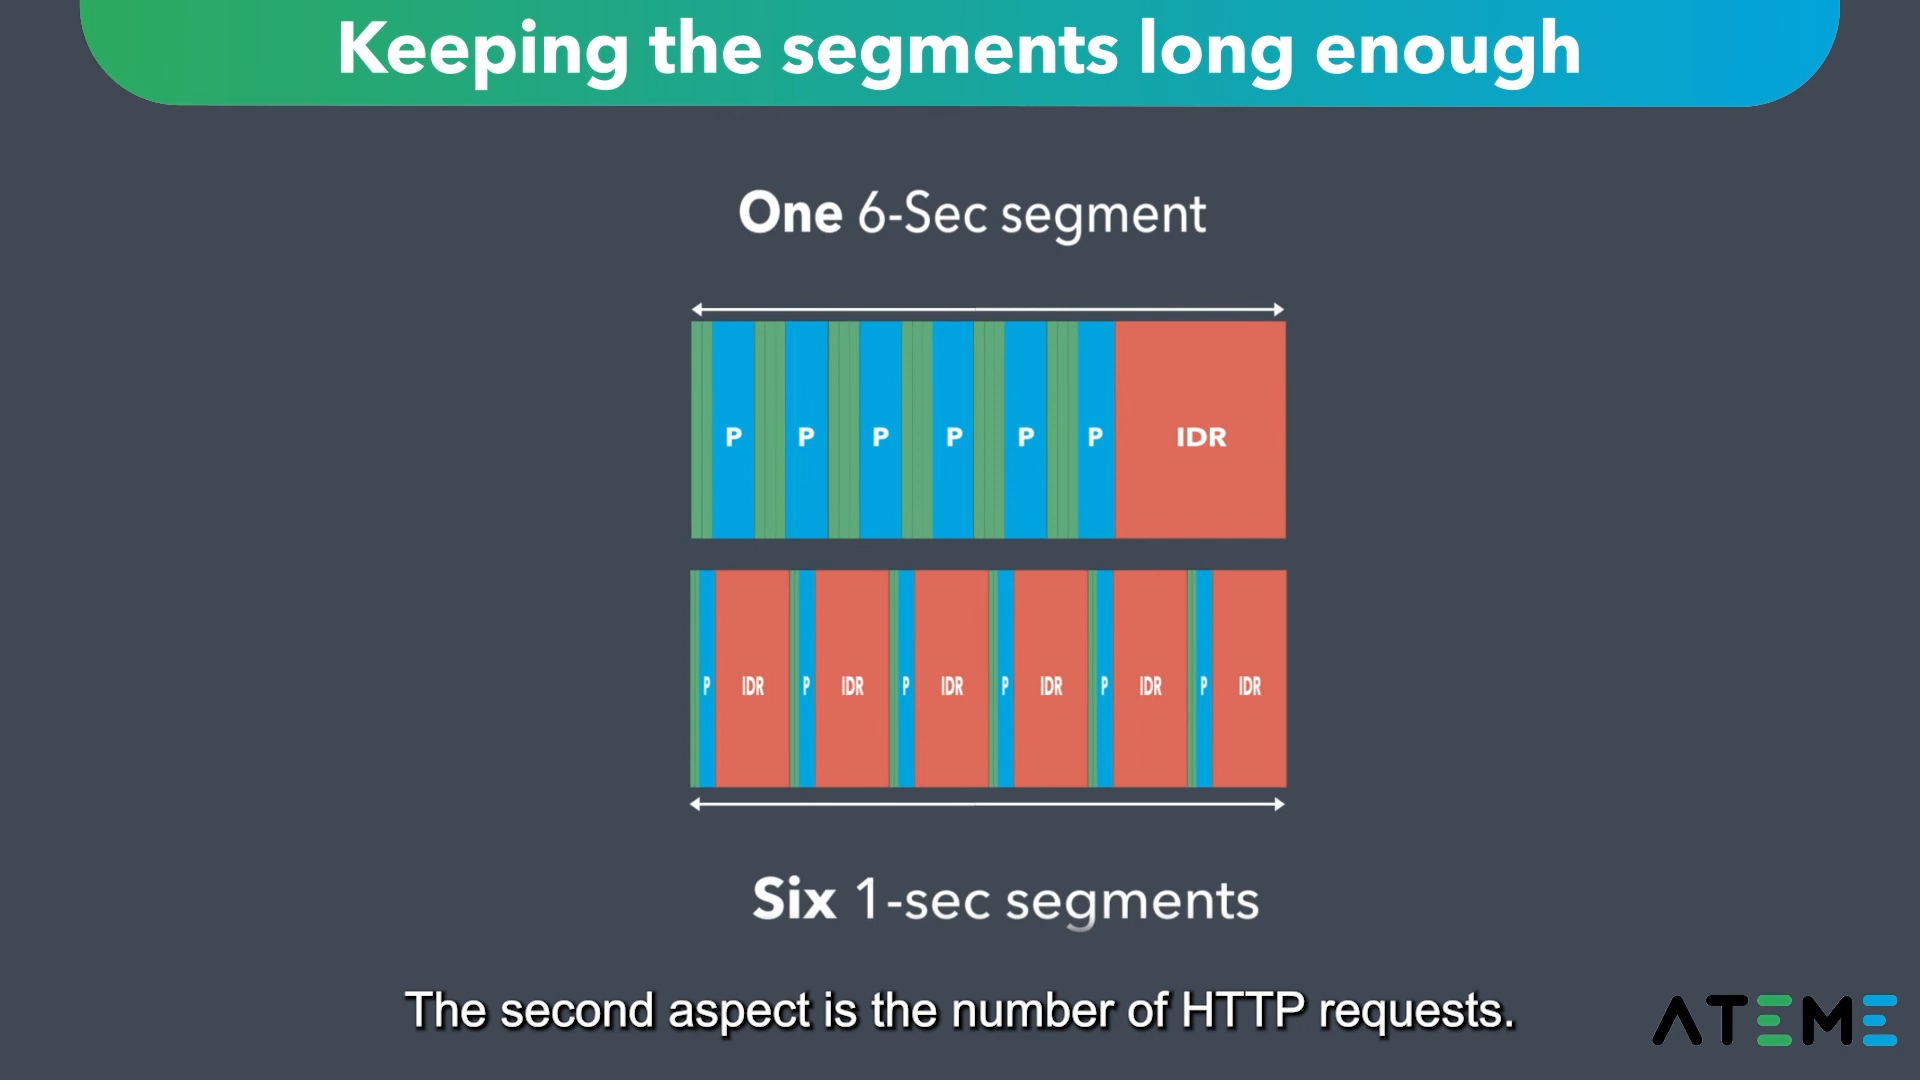 Keeping the segments long enough
One 6-Sec segment
P P P P P P IDR
P IDR P IDR P IDR P IDR P IDR P IDR
Six 1-sec segments
The second aspect is the number of HTTP requests.
ATEME